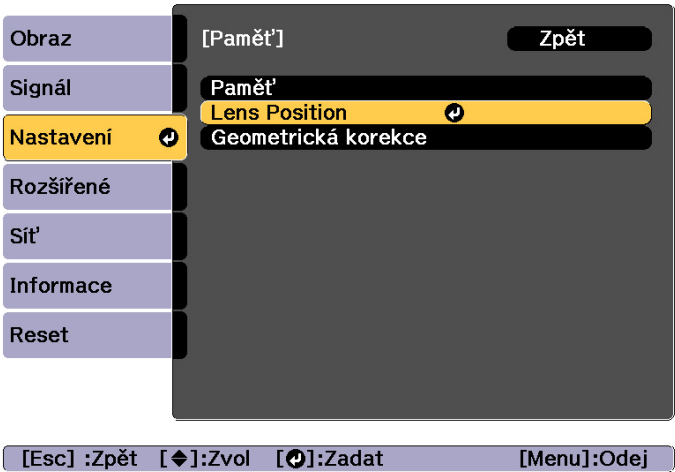 Obraz
Signál
Nastavení
Rozšířené
Síť
Informace
Reset
[Paměť]
Zpět
Paměť
Lens Position
Geometrická korekce
[Esc] :Zpět [◆]:Zvol [↵]:Zadat [Menu]:Odej